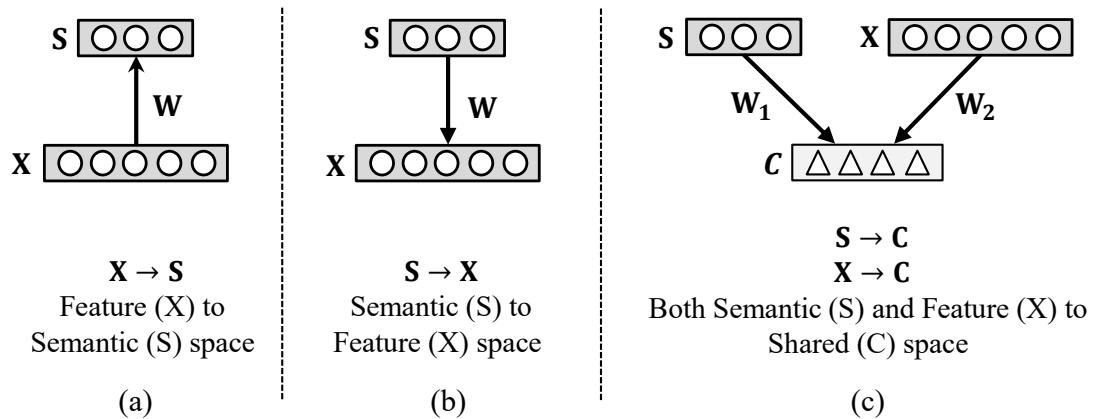 S
W
X
X → S
Feature (X) to
Semantic (S) space
(a)
S
W
X
S → X
Semantic (S) to
Feature (X) space
(b)
S
X
W₁
W₂
C
S → C
X → C
Both Semantic (S) and Feature (X) to
Shared (C) space
(c)